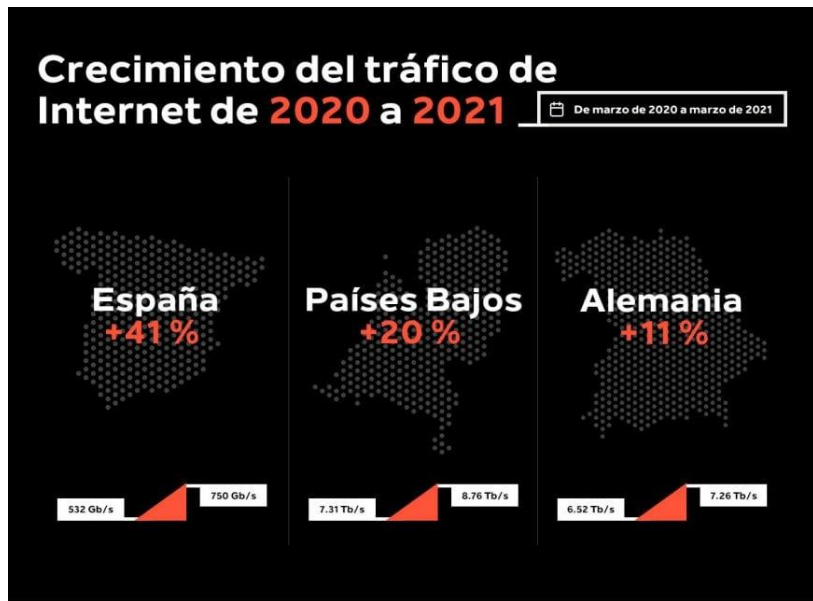 Crecimiento del tráfico de
Internet de 2020 a 2021
De marzo de 2020 a marzo de 2021
España
+41 %
532 Gb/s
750 Gb/s
Países Bajos
+20 %
7.31 Tb/s
8.76 Tb/s
Alemania
+11 %
6.52 Tb/s
7.26 Tb/s